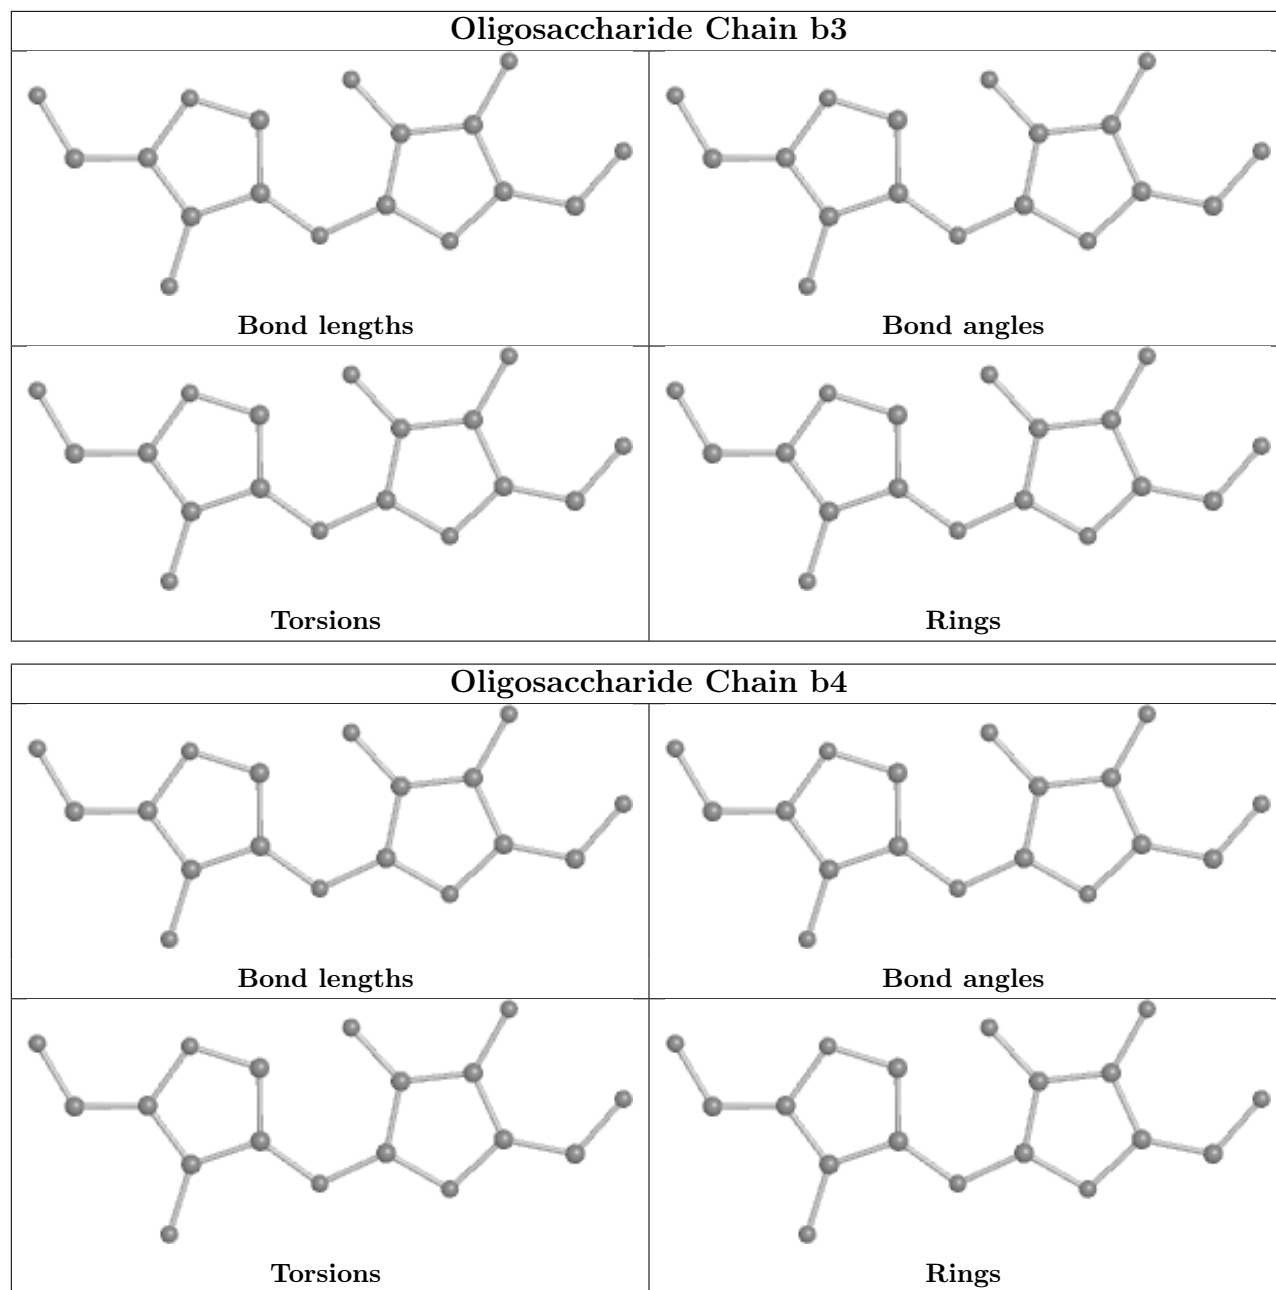 Oligosaccharide Chain b3
Bond lengths
Bond angles
Torsions
Rings
Oligosaccharide Chain b4
Bond lengths
Bond angles
Torsions
Rings